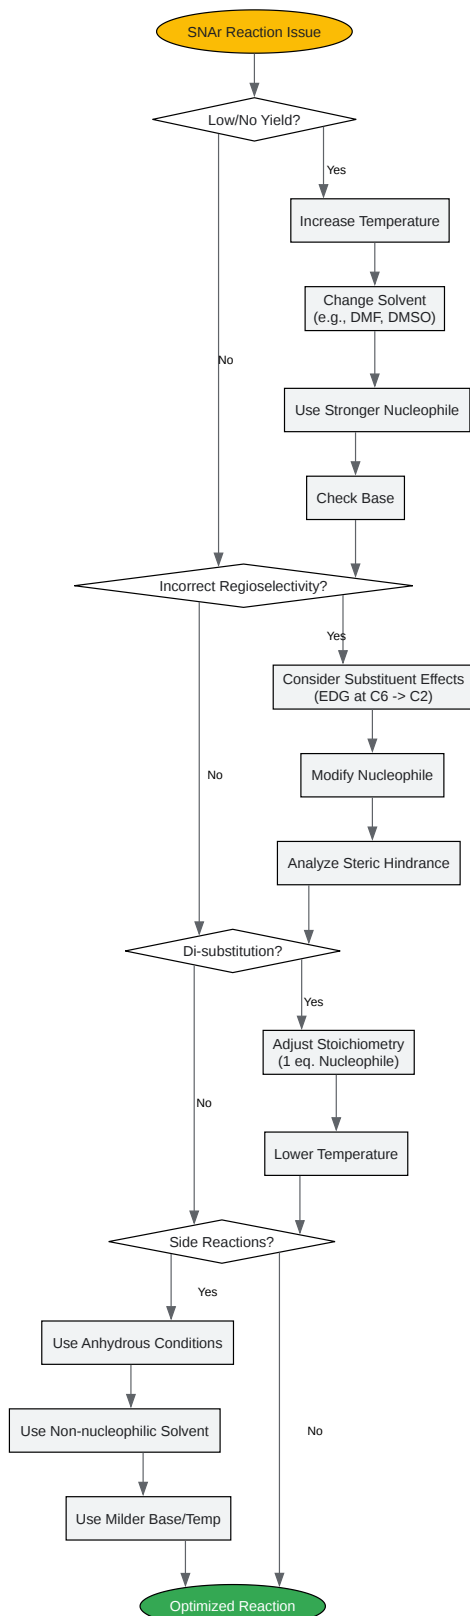 SNAr Reaction Issue
Low/No Yield?
Yes
Increase Temperature
Change Solvent
(e.g., DMF, DMSO)
No
Use Stronger Nucleophile
Check Base
Incorrect Regioselectivity?
Yes
Consider Substituent Effects
(EDG at C6 -> C2)
No
Modify Nucleophile
Analyze Steric Hindrance
Di-substitution?
Yes
Adjust Stoichiometry
(1 eq. Nucleophile)
No
Lower Temperature
Side Reactions?
Yes
Use Anhydrous Conditions
Use Non-nucleophilic Solvent
No
Use Milder Base/Temp
Optimized Reaction